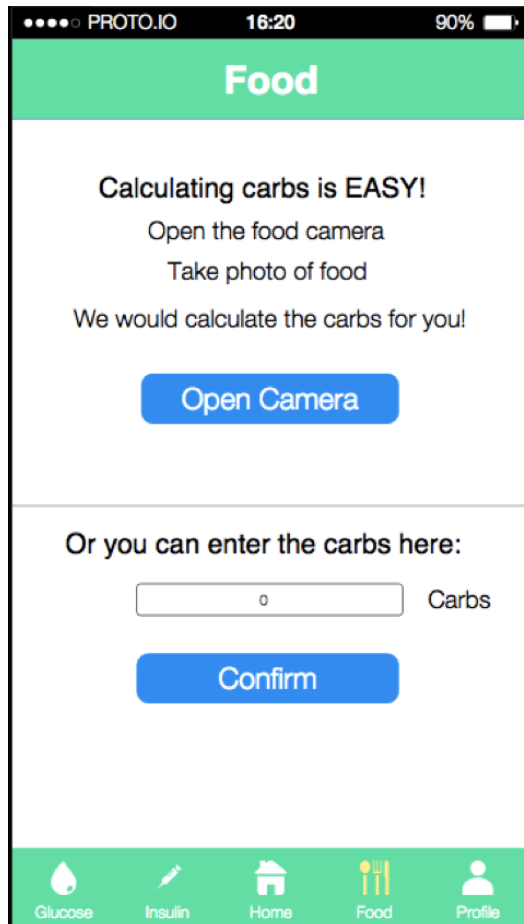 PROTO.IO 16:20 90%
Food
Calculating carbs is EASY!
Open the food camera
Take photo of food
We would calculate the carbs for you!
Open Camera
Or you can enter the carbs here:
0 Carbs
Confirm
Glucose Insulin Home Food Profile